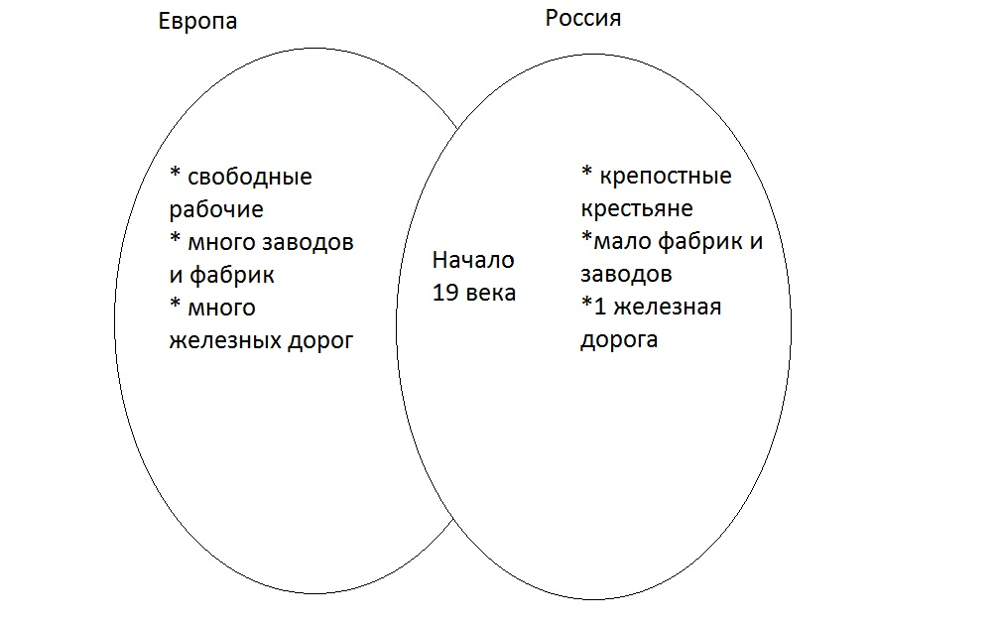 Европа
Россия
* свободные
рабочие
* много заводов
и фабрик
* много
железных дорог
Начало
19 века
* крепостные
крестьяне
*мало фабрик и
заводов
*1 железная
дорога